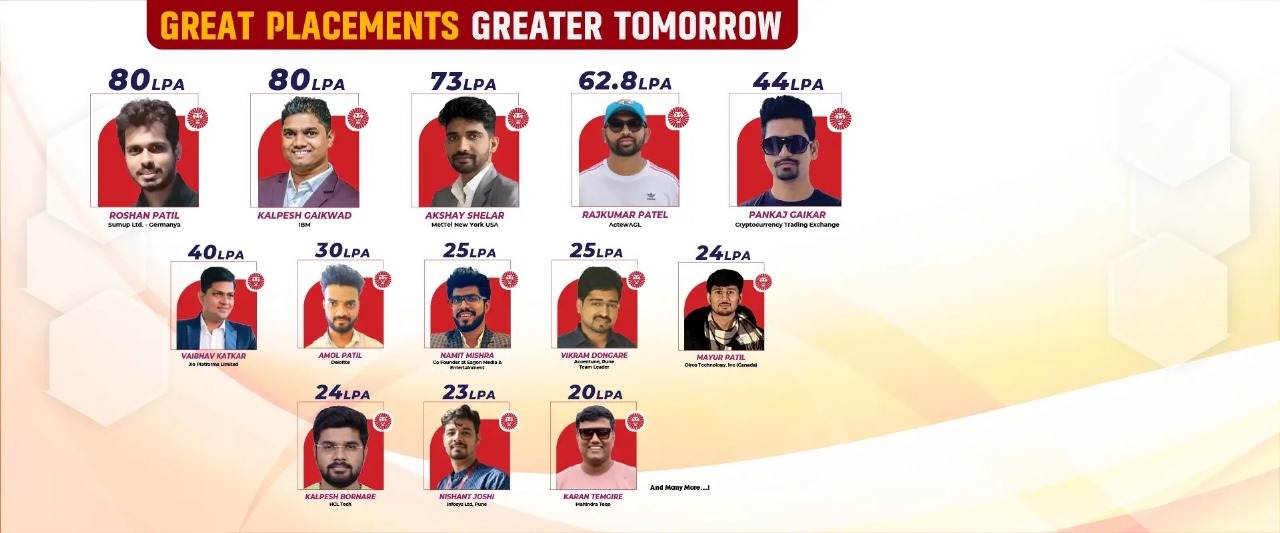 GREAT PLACEMENTS GREATER TOMORROW
80LPA 80LPA 73LPA 62.8LPA 44LPA
ROSHAN PATIL KALPESH GAIKWAD AKSHAY SHELAR RAJKUMAR PATEL PANKAJ GAIKAR
Sumup Ltd. - Germanya IBM MetTel New York USA ActewAGL Cryptocurrency Trading Exchange
40LPA 30LPA 25LPA 25LPA 24LPA
VAIBHAV KATKAR AMOL PATIL NAMIT MISHRA VIKRAM DONGARE MAYUR PATIL
Jio Platforms Limited Deloitte Co Founder at Eagon Media & Accenture, Pune Direo Technology, Inc (Canada)
Entertainment Team Leader
24LPA 23LPA 20LPA
KALPESH BORNARE NISHANT JOSHI KARAN TEMGIRE
HCL Tech Infosys Ltd, Pune Mahindra Teqo
And Many More...!